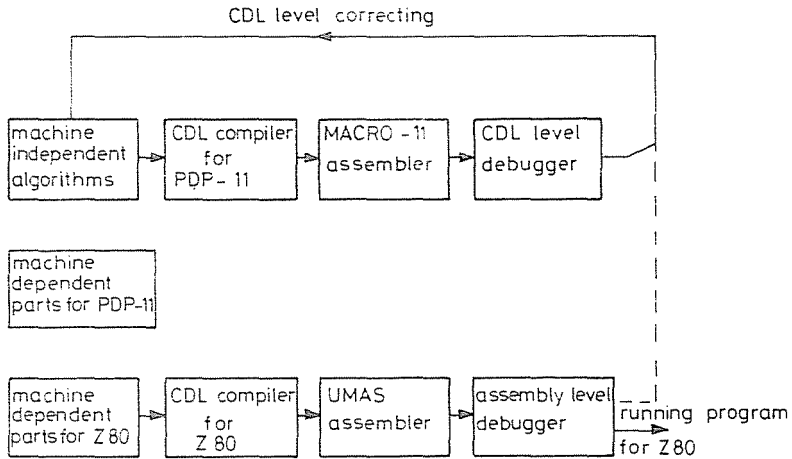 CDL level correcting
machine
independent
algorithms
CDL compiler
for
PDP-11
MACRO-11
assembler
CDL level
debugger
machine
dependent
parts for PDP-11
machine
dependent
parts for Z80
CDL compiler
for
Z 80
UMAS
assembler
assembly level
debugger
running program
for Z80